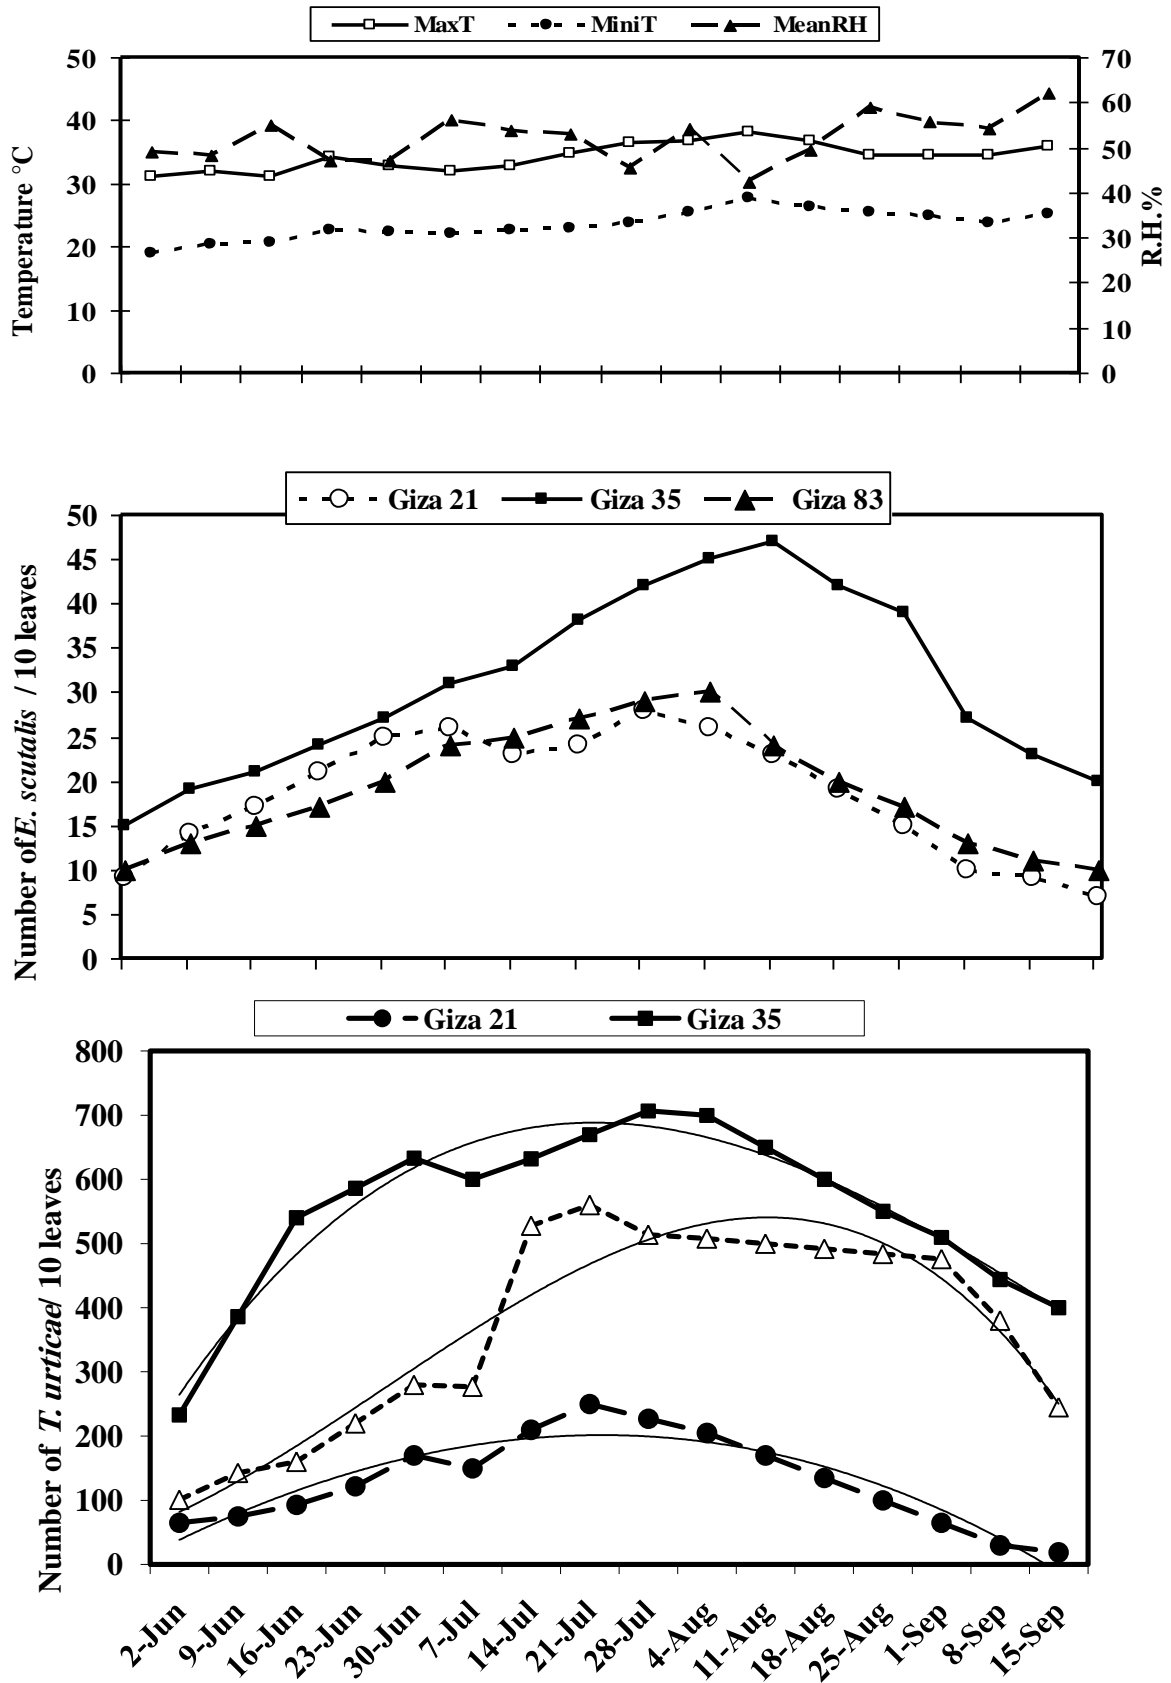 MaxT MiniT MeanRH
50 70
60
40 50
30 40
20 30
20
10 10
0 0
Temperature °C
R.H.%
Giza 21 Giza 35 Giza 83
50
45
40
35
30
25
20
15
10
5
0
Number of E. scutalis / 10 leaves
Giza 21 Giza 35
800
700
600
500
400
300
200
100
0
Number of T. urticae/ 10 leaves
2-Jun
9-Jun
16-Jun
23-Jun
30-Jun
7-Jul
14-Jul
21-Jul
28-Jul
4-Aug
11-Aug
18-Aug
25-Aug
1-Sep
8-Sep
15-Sep